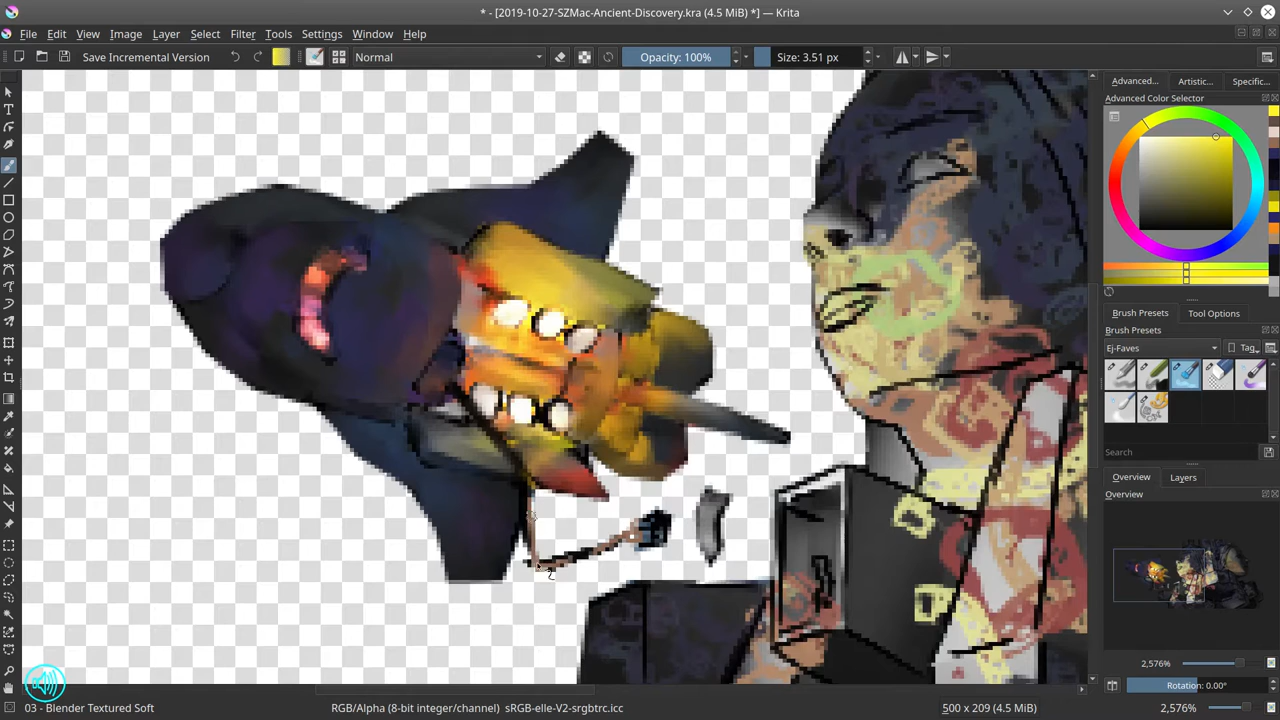 * - [2019-10-27-SZMac-Ancient-Discovery.kra (4.5 MiB) *] — Krita
File Edit View Image Layer Select Filter Tools Settings Window Help
Save Incremental Version Normal Opacity: 100% Size: 3.51 px
Advanced... Artistic... Specific...
Advanced Color Selector
Brush Presets Tool Options
Brush Presets
Ej-Faves Tag
Search
Overview Layers
Overview
2,576%
Rotation: 0.00°
03 - Blender Textured Soft RGB/Alpha (8-bit integer/channel) sRGB-elle-V2-srgbtrc.icc 500 x 209 (4.5 MiB) 2,576%